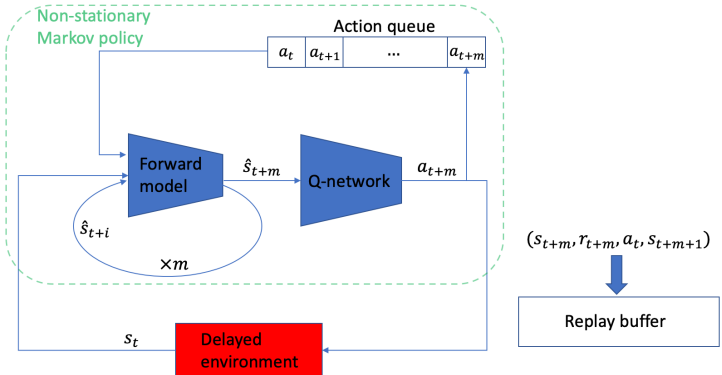 Non-stationary
Markov policy
Action queue
a_t a_{t+1} ... a_{t+m}
Forward
model
ŝ_{t+m}
Q-network
a_{t+m}
ŝ_{t+i}
×m
(s_{t+m}, r_{t+m}, a_t, s_{t+m+1})
Replay buffer
s_t
Delayed
environment